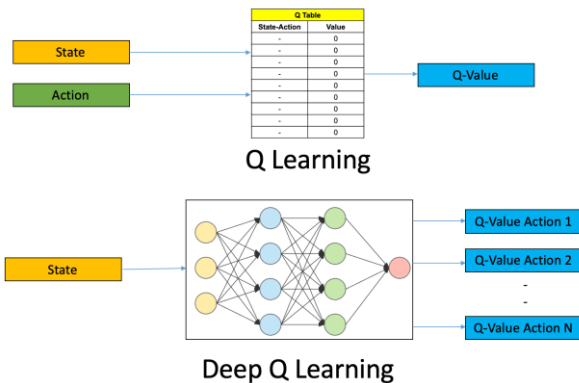 Q Table
State-Action Value
- 0
- 0
- 0
- 0
- 0
- 0
- 0
- 0
- 0
State
Action
Q-Value
Q Learning
State
Q-Value Action 1
Q-Value Action 2
-
-
Q-Value Action N
Deep Q Learning